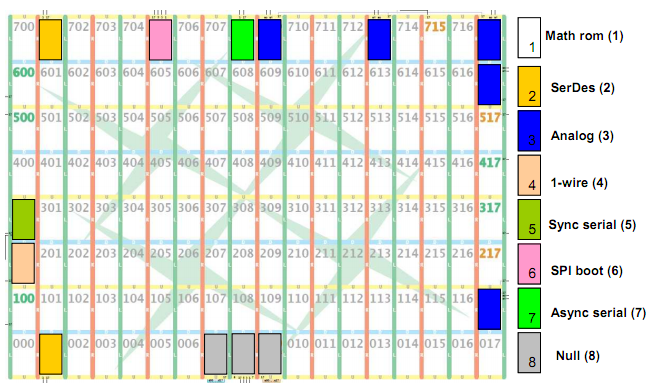 700 702 703 704 706 707 710 711 712 714 715 716
600 601 602 603 604 605 606 607 608 609 610 611 612 613 614 615 616
500 501 502 503 504 505 506 507 508 509 510 511 512 513 514 515 516 517
400 401 402 403 404 405 406 407 408 409 410 411 412 413 414 415 416 417
301 302 303 304 305 306 307 308 309 310 311 312 313 314 315 316 317
201 202 203 204 205 206 207 208 209 210 211 212 213 214 215 216 217
100 101 102 103 104 105 106 107 108 109 110 111 112 113 114 115 116
000 002 003 004 005 006 010 011 012 013 014 015 016 017
1 Math rom (1)
2 SerDes (2)
3 Analog (3)
4 1-wire (4)
5 Sync serial (5)
6 SPI boot (6)
7 Async serial (7)
8 Null (8)